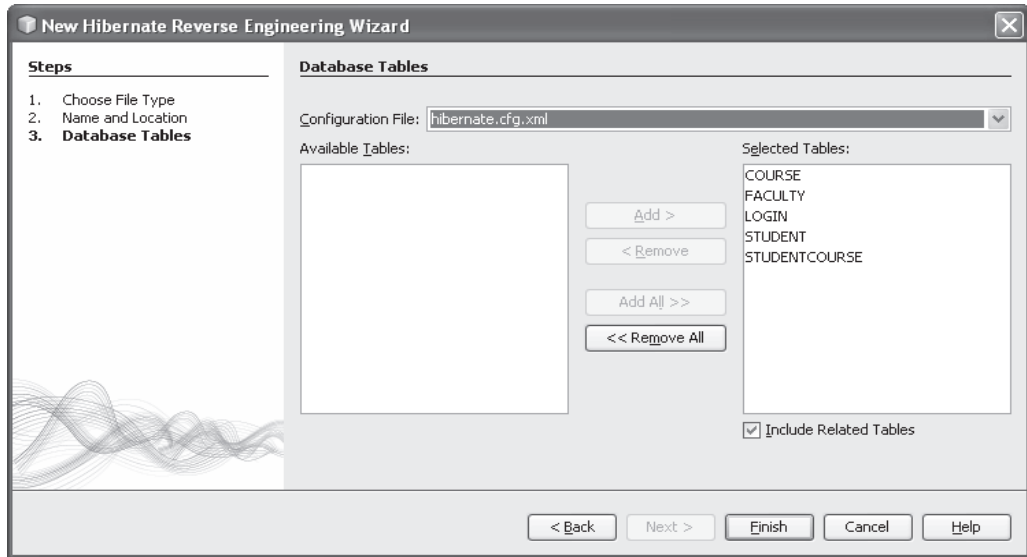 New Hibernate Reverse Engineering Wizard
Steps
1. Choose File Type
2. Name and Location
3. Database Tables
Database Tables
Configuration File: hibernate.cfg.xml
Available Tables:
Add >
< Remove
Add All >>
<< Remove All
Selected Tables:
COURSE
FACULTY
LOGIN
STUDENT
STUDENTCOURSE
Include Related Tables
< Back
Next >
Finish
Cancel
Help